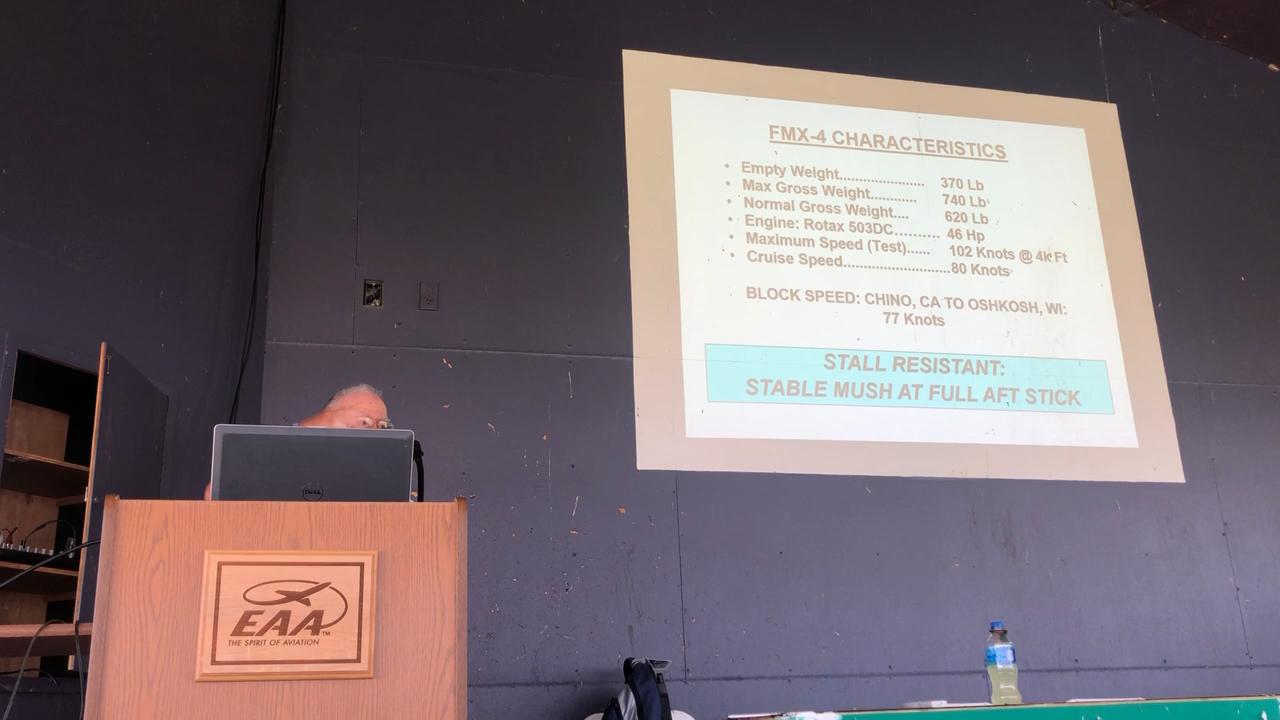 FMX-4 CHARACTERISTICS
• Empty Weight..................... 370 Lb
• Max Gross Weight........... 740 Lb
• Normal Gross Weight.... 620 Lb
• Engine: Rotax 503DC.......... 46 Hp
• Maximum Speed (Test)...... 102 Knots @ 4k Ft
• Cruise Speed...........................80 Knots
BLOCK SPEED: CHINO, CA TO OSHKOSH, WI:
77 Knots
STALL RESISTANT:
STABLE MUSH AT FULL AFT STICK
DELL
EAA™
THE SPIRIT OF AVIATION